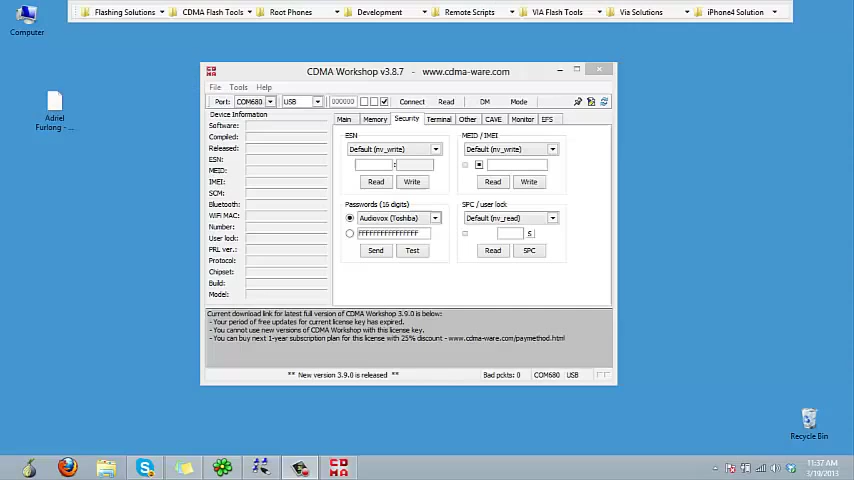 Flashing Solutions CDMA Flash Tools Root Phones Development Remote Scripts VIA Flash Tools Via Solutions iPhone4 Solution
Computer
Adriel
Furlong - ...
CDMA Workshop v3.8.7 - www.cdma-ware.com
File Tools Help
Port: COM680 USB 000000 Connect Read DM Mode
Device Information
Software:
Compiled:
Released:
ESN:
MEID:
IMEI:
SCM:
Bluetooth:
WiFi MAC:
Number:
User lock:
PRL ver.:
Protocol:
Chipset:
Build:
Model:
Main Memory Security Terminal Other CAVE Monitor EFS
ESN
Default (nv_write)
:
Read Write
MEID / IMEI
Default (nv_write)
Read Write
Passwords (16 digits)
Audiovox (Toshiba)
FFFFFFFFFFFFFFFF
Send Test
SPC / user lock
Default (nv_read)
S
Read SPC
Current download link for latest full version of CDMA Workshop 3.9.0 is below:
- Your period of free updates for current license key has expired.
- You cannot use new versions of CDMA Workshop with this license key.
- You can buy next 1-year subscription plan for this license with 25% discount - www.cdma-ware.com/paymethod.html
** New version 3.9.0 is released ** Bad pckts: 0 COM680 USB
Recycle Bin
CD
MA
11:37 AM
3/19/2013